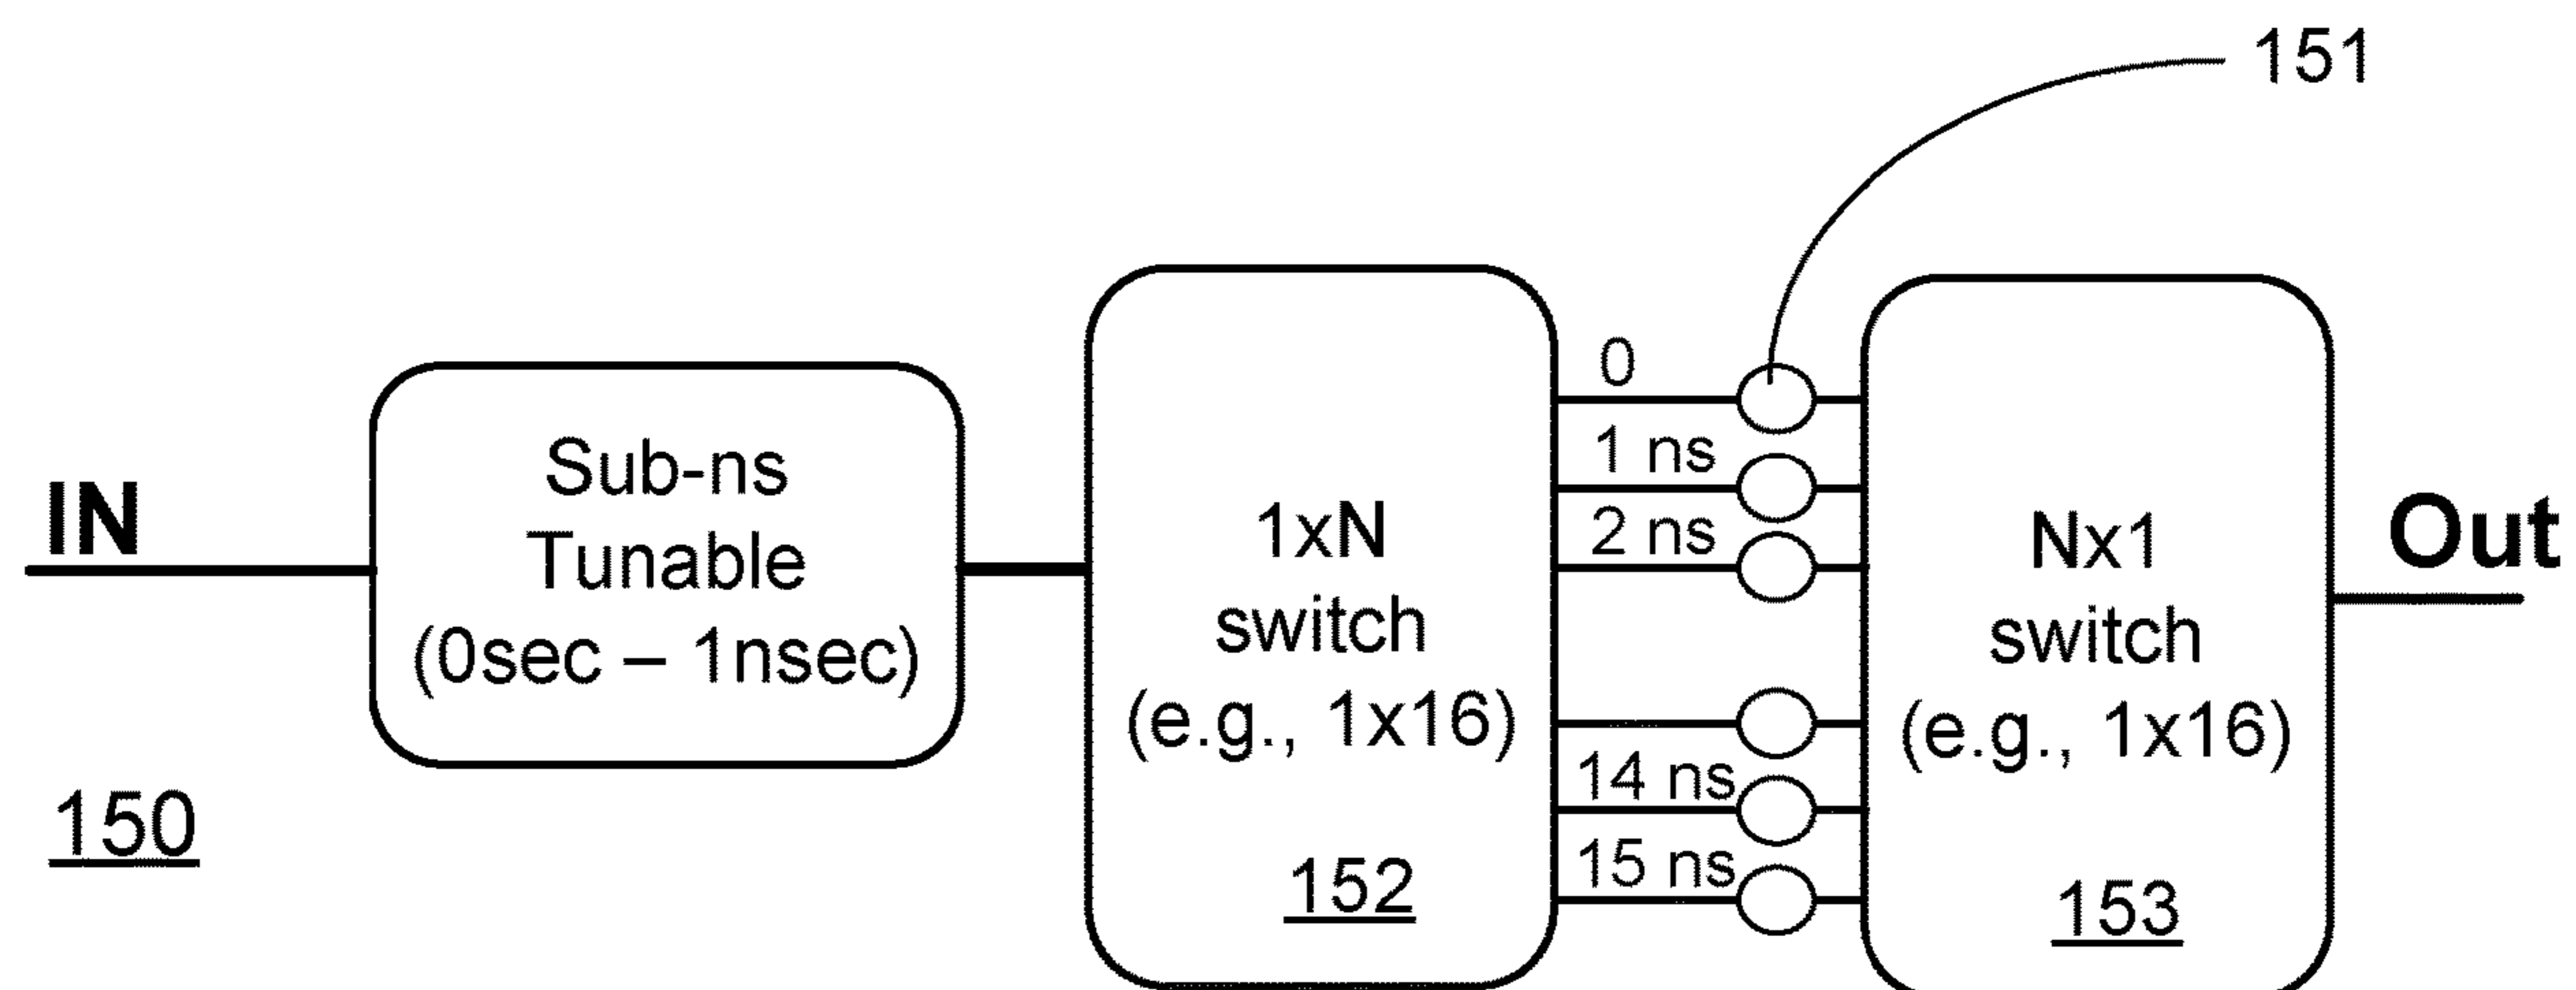 151
IN
Sub-ns
Tunable
(0sec – 1nsec)
150
1xN
switch
(e.g., 1x16)
152
0
1 ns
2 ns
14 ns
15 ns
Nx1
switch
(e.g., 1x16)
153
Out